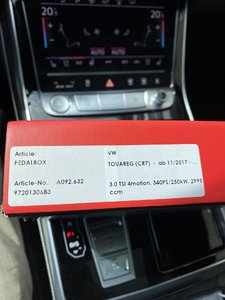 20.5
20.5
AUTO AUTO
Article:
PEDALBOX
Article-No.: A092.632
9720130683
VW
TOUAREG (CR7) - ab 11/2017 - ...
3.0 TSI 4motion, 340PS/250kW, 2995
ccm